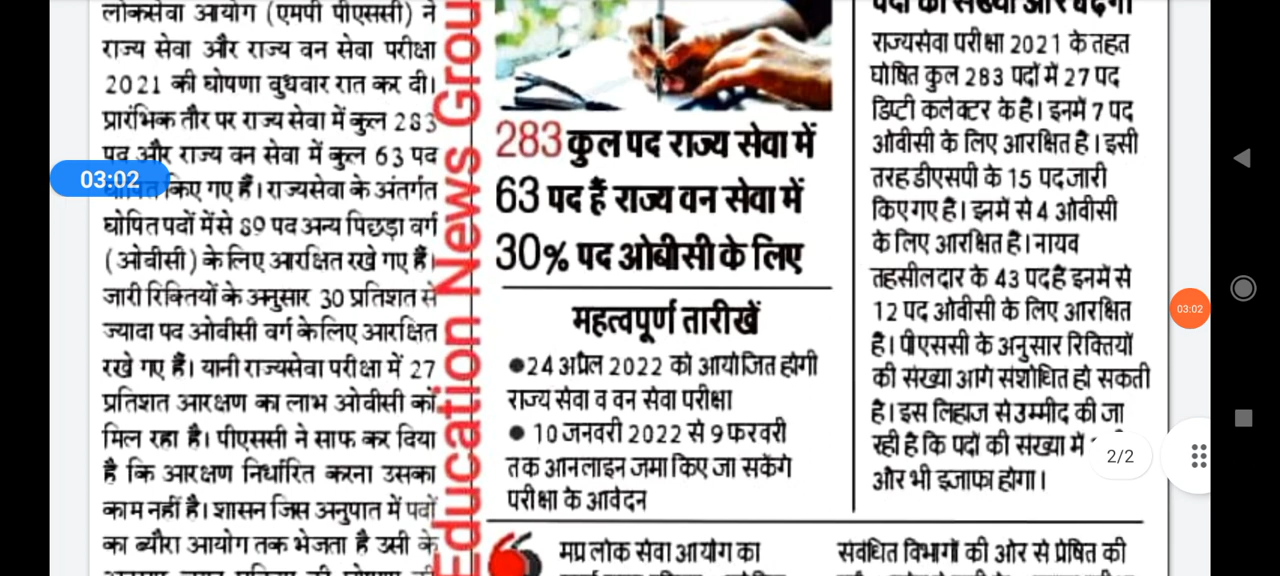 लोकसेवा आयोग (एमपी पीएससी) ने
राज्य सेवा और राज्य वन सेवा परीक्षा
2021 की घोषणा बुधवार रात कर दी।
प्रारंभिक तौर पर राज्य सेवा में कुल 283
पद और राज्य वन सेवा में कुल 63 पद
घोषित किए गए हैं। राज्यसेवा के अंतर्गत
घोषित पदों में से 89 पद अन्य पिछड़ा वर्ग
(ओबीसी) के लिए आरक्षित रखे गए हैं।
जारी रिक्तियों के अनुसार 30 प्रतिशत से
ज्यादा पद ओबीसी वर्ग के लिए आरक्षित
रखे गए हैं। यानी राज्यसेवा परीक्षा में 27
प्रतिशत आरक्षण का लाभ ओबीसी को
मिल रहा है। पीएससी ने साफ कर दिया
है कि आरक्षण निर्धारित करना उसका
काम नहीं है। शासन जिस अनुपात में पदों
का ब्यौरा आयोग तक भेजता है उसी के
03:02
Education News Grou
283 कुल पद राज्य सेवा में
63 पद हैं राज्य वन सेवा में
30% पद ओबीसी के लिए
महत्वपूर्ण तारीखें
●24 अप्रैल 2022 को आयोजित होगी
राज्य सेवा व वन सेवा परीक्षा
● 10 जनवरी 2022 से 9 फरवरी
तक आनलाइन जमा किए जा सकेंगे
परीक्षा के आवेदन
पदों की संख्या और बढ़ेगी
राज्यसेवा परीक्षा 2021 के तहत
घोषित कुल 283 पदों में 27 पद
डिप्टी कलेक्टर के हैं। इनमें 7 पद
ओबीसी के लिए आरक्षित है। इसी
तरह डीएसपी के 15 पद जारी
किए गए है। इनमें से 4 ओबीसी
के लिए आरक्षित है। नायब
तहसीलदार के 43 पद है इनमें से
12 पद ओबीसी के लिए आरक्षित
है। पीएससी के अनुसार रिक्तियों
की संख्या आगे संशोधित हो सकती
है। इस लिहाज से उम्मीद की जा
रही है कि पदों की संख्या में
और भी इजाफा होगा।
मप्र लोक सेवा आयोग का
संबंधित विभागों की ओर से प्रेषित की
03:02
2/2